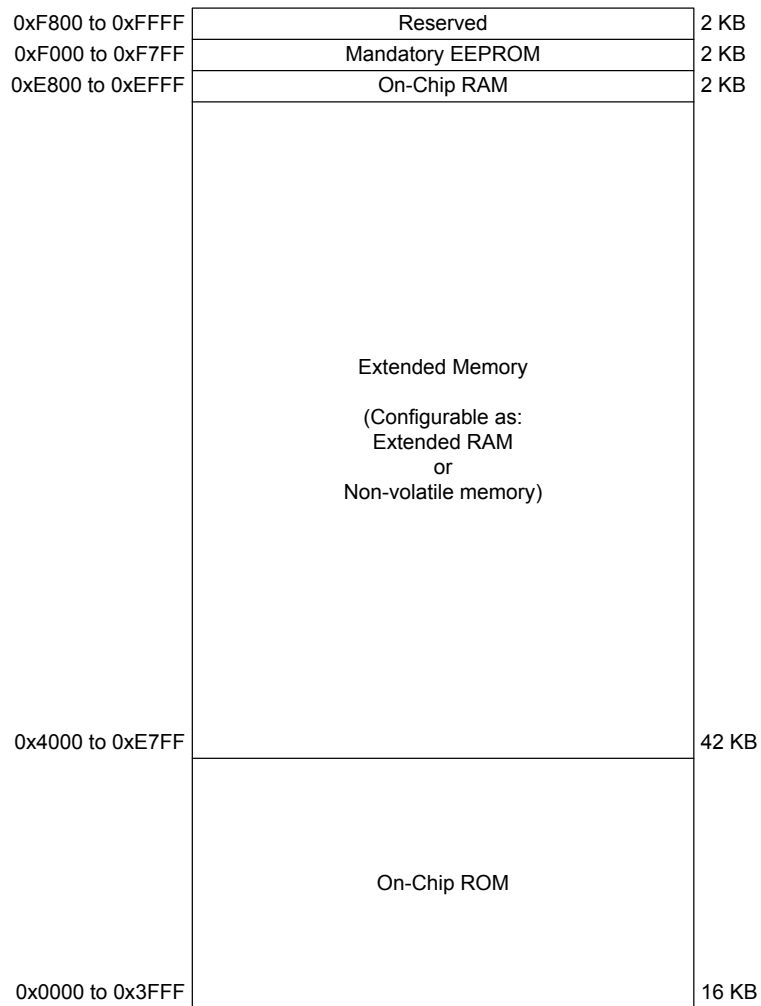 0xF800 to 0xFFFF Reserved 2 KB
0xF000 to 0xF7FF Mandatory EEPROM 2 KB
0xE800 to 0xEFFF On-Chip RAM 2 KB
Extended Memory
(Configurable as:
Extended RAM
or
Non-volatile memory)
0x4000 to 0xE7FF 42 KB
On-Chip ROM
0x0000 to 0x3FFF 16 KB